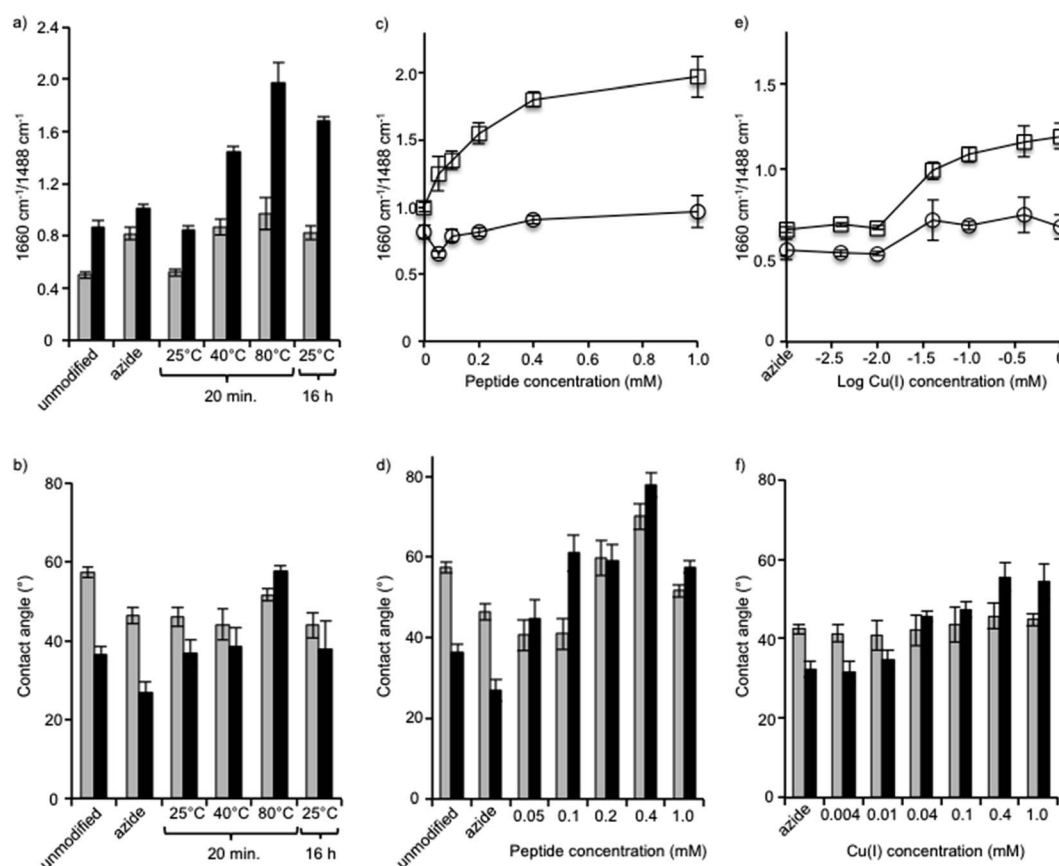 a)
1660 cm⁻¹/1488 cm⁻¹
2.4
2.0
1.6
1.2
0.8
0.4
0
unmodified
azide
25°C 40°C 80°C 25°C
20 min. 16 h
c)
1660 cm⁻¹/1488 cm⁻¹
2.0
1.5
1.0
0.5
0
0 0.2 0.4 1.0
Peptide concentration (mM)
e)
1660 cm⁻¹/1488 cm⁻¹
1.5
1.0
0.5
0
azide -2.5 -2.0 -1.5 -1.0 -0.5 0
Log Cu(I) concentration (mM)
b)
Contact angle (°)
80
60
40
20
0
unmodified
azide
25°C 40°C 80°C 25°C
20 min. 16 h
d)
Contact angle (°)
80
60
40
20
0
unmodified
azide
0.05 0.1 0.2 0.4 1.0
Peptide concentration (mM)
f)
Contact angle (°)
80
60
40
20
0
azide
0.004 0.01 0.04 0.1 0.4 1.0
Cu(I) concentration (mM)